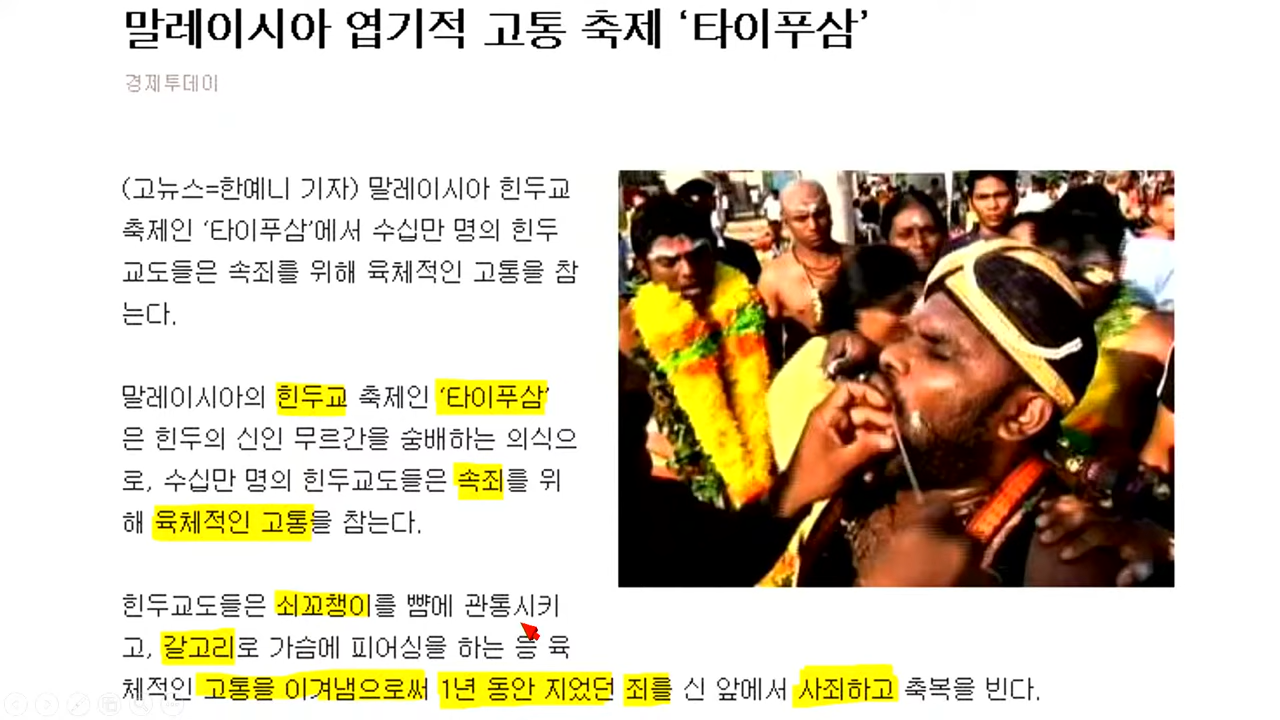 말레이시아 엽기적 고통 축제 ‘타이푸삼’
경제투데이
(고뉴스=한예니 기자) 말레이시아 힌두교
축제인 ‘타이푸삼’에서 수십만 명의 힌두
교도들은 속죄를 위해 육체적인 고통을 참
는다.
말레이시아의 힌두교 축제인 ‘타이푸삼’
은 힌두의 신인 무르간을 숭배하는 의식으
로, 수십만 명의 힌두교도들은 속죄를 위
해 육체적인 고통을 참는다.
힌두교도들은 쇠꼬챙이를 뺨에 관통시키
고, 갈고리로 가슴에 피어싱을 하는 등 육
체적인 고통을 이겨냄으로써 1년 동안 지었던 죄를 신 앞에서 사죄하고 축복을 빈다.